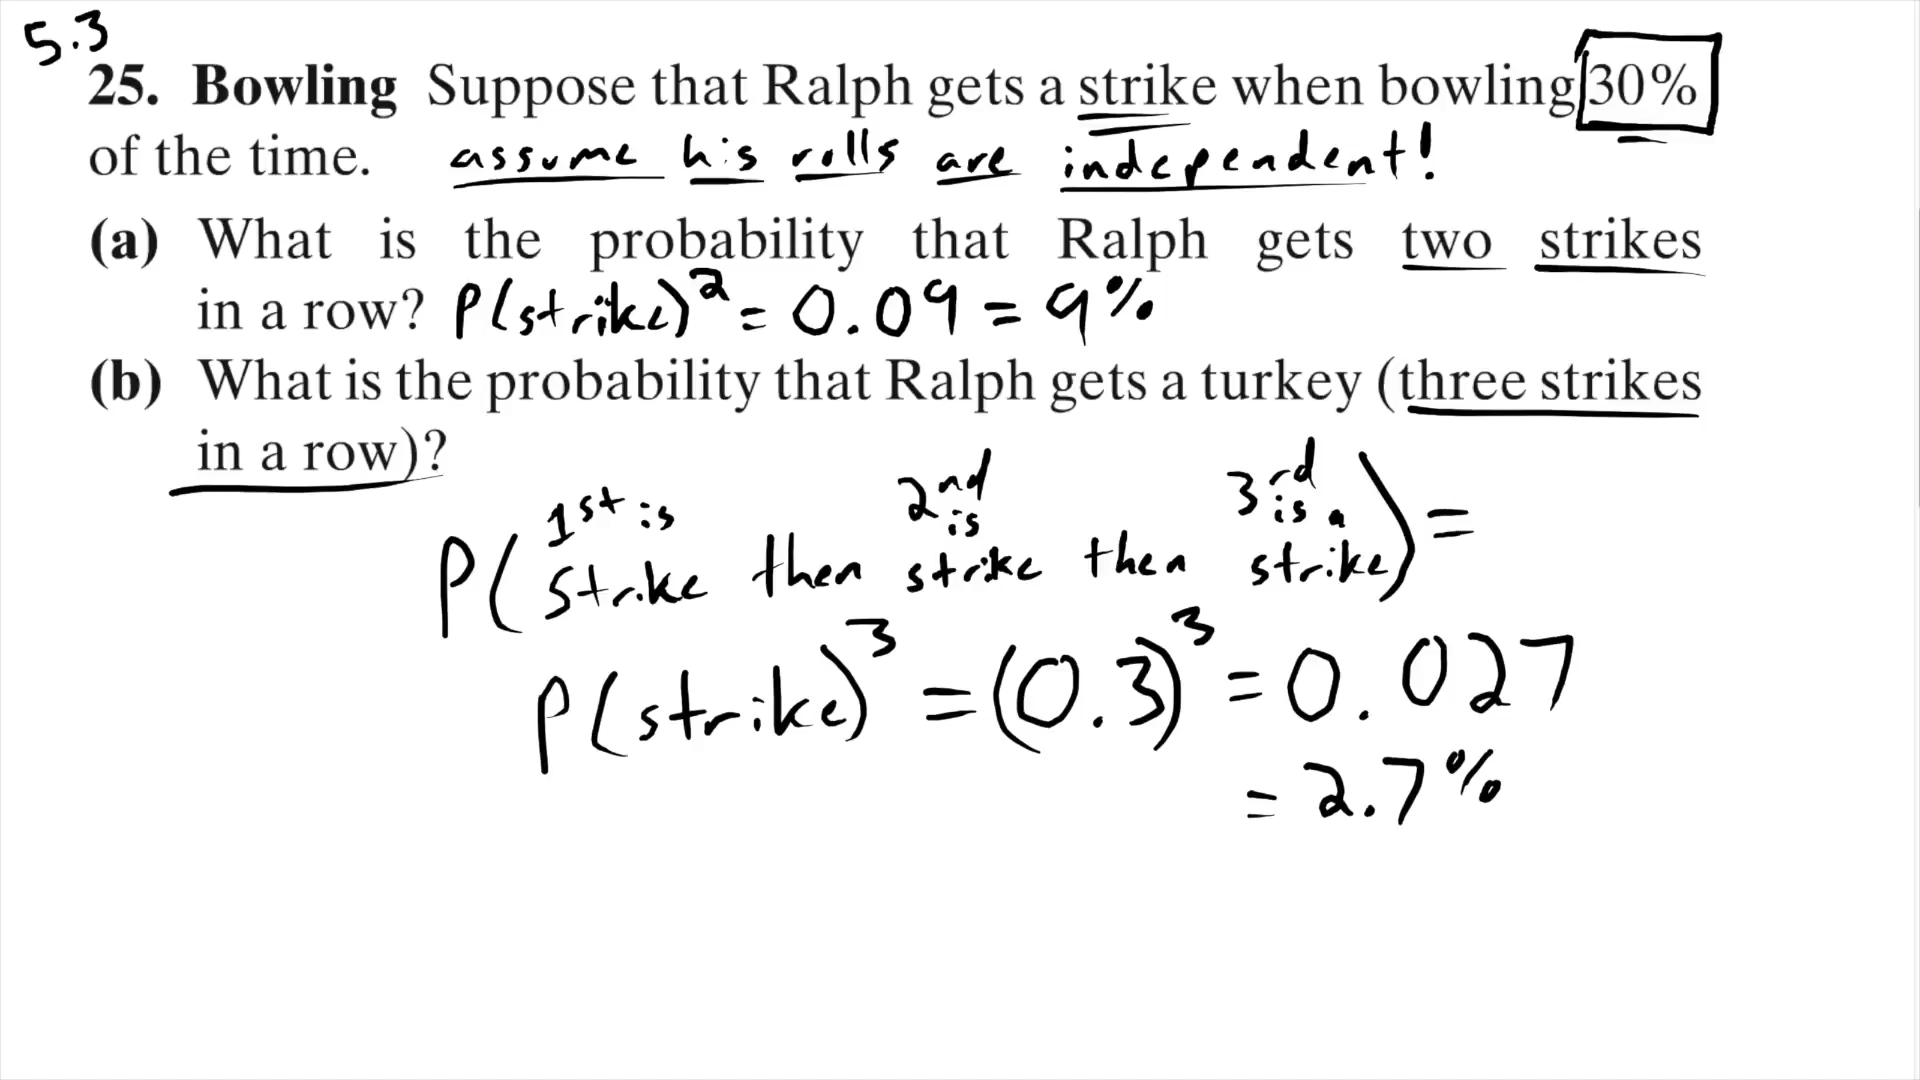 5.3
25. Bowling Suppose that Ralph gets a strike when bowling 30%
of the time. assume his rolls are independent!
(a) What is the probability that Ralph gets two strikes
in a row? P(strike)² = 0.09 = 9%
(b) What is the probability that Ralph gets a turkey (three strikes
in a row)?
1st is 2nd is 3rd is a
P( strike then strike then strike) =
P(strike)³ = (0.3)³ = 0.027
= 2.7%